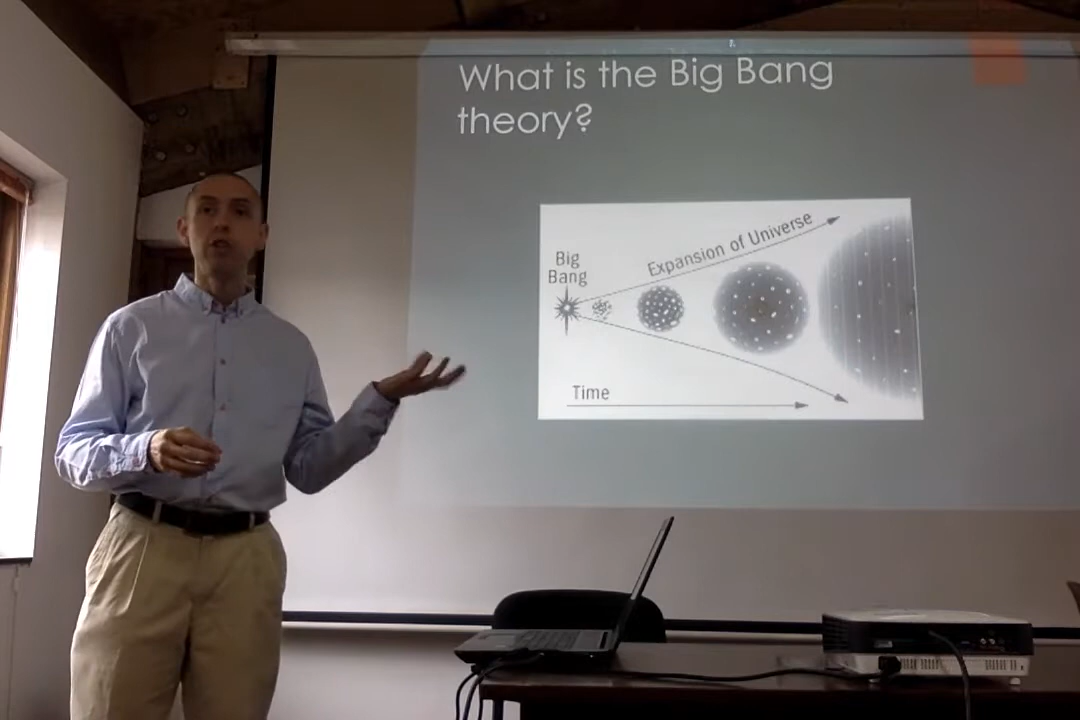 What is the Big Bang
theory?
Big
Bang
Expansion of Universe
Time